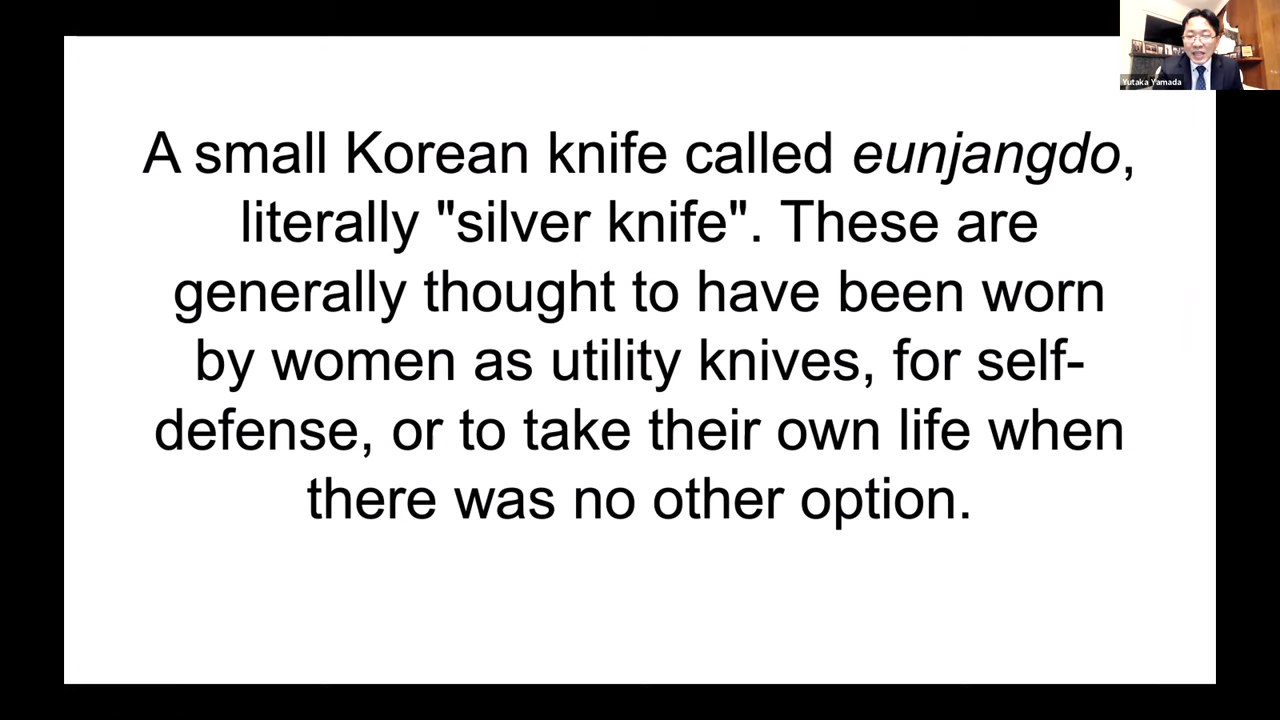 Yutaka Yamada
A small Korean knife called eunjangdo,
literally "silver knife". These are
generally thought to have been worn
by women as utility knives, for self-
defense, or to take their own life when
there was no other option.